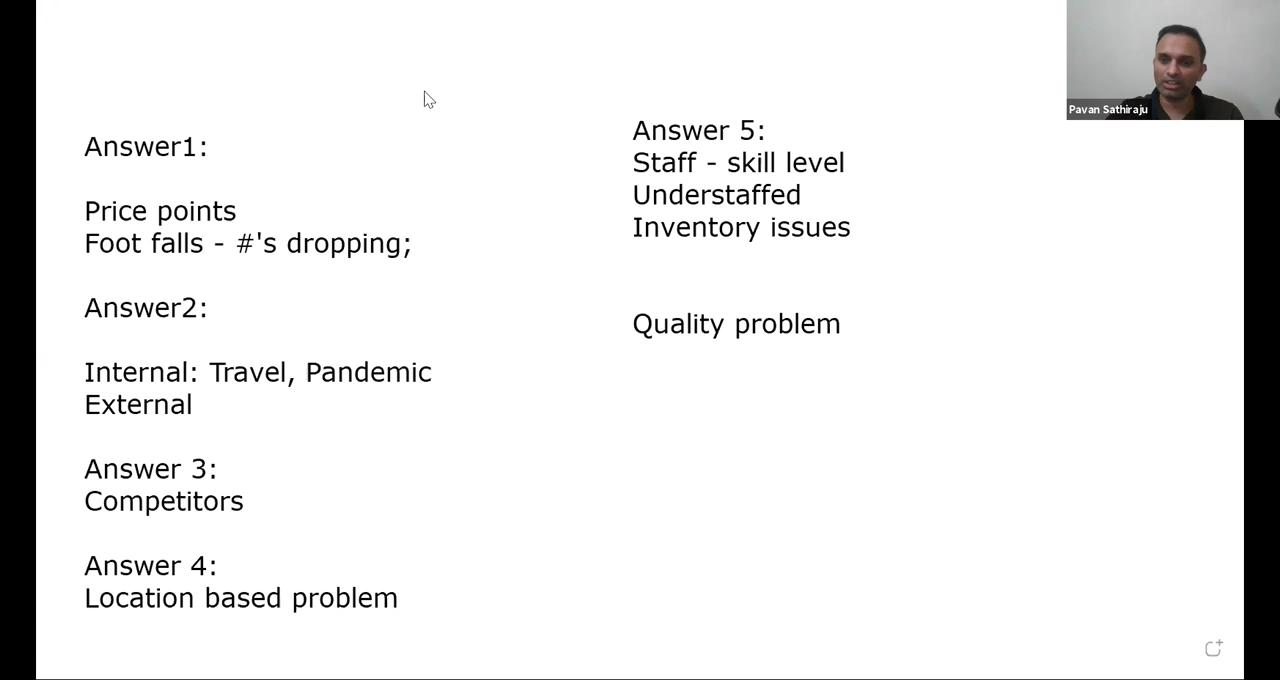 Answer1:
Price points
Foot falls - #'s dropping;
Answer2:
Internal: Travel, Pandemic
External
Answer 3:
Competitors
Answer 4:
Location based problem
Answer 5:
Staff - skill level
Understaffed
Inventory issues
Quality problem
Pavan Sathiraju